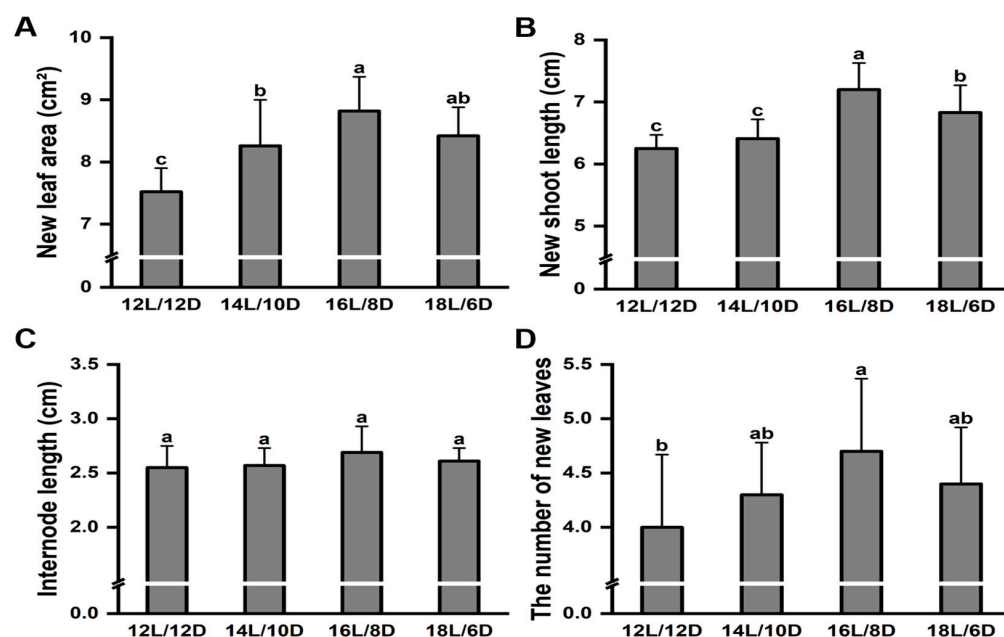 A
New leaf area (cm²)
10
9
8
7
0
c
b
a
ab
12L/12D 14L/10D 16L/8D 18L/6D
B
New shoot length (cm)
8
7
6
5
0
c
c
a
b
12L/12D 14L/10D 16L/8D 18L/6D
C
Internode length (cm)
3.5
3.0
2.5
2.0
0.0
a
a
a
a
12L/12D 14L/10D 16L/8D 18L/6D
D
The number of new leaves
5.5
5.0
4.5
4.0
0.0
b
ab
a
ab
12L/12D 14L/10D 16L/8D 18L/6D